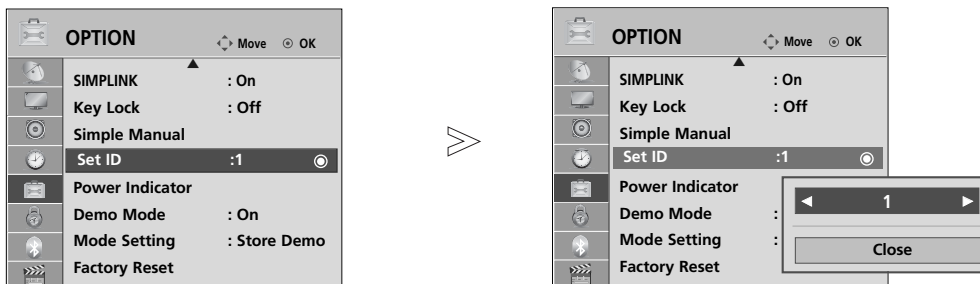 OPTION Move OK
SIMPLINK : On
Key Lock : Off
Simple Manual
Set ID :1
Power Indicator
Demo Mode : On
Mode Setting : Store Demo
Factory Reset
OPTION Move OK
SIMPLINK : On
Key Lock : Off
Simple Manual
Set ID :1
Power Indicator
Demo Mode :
Mode Setting :
Factory Reset
1
Close